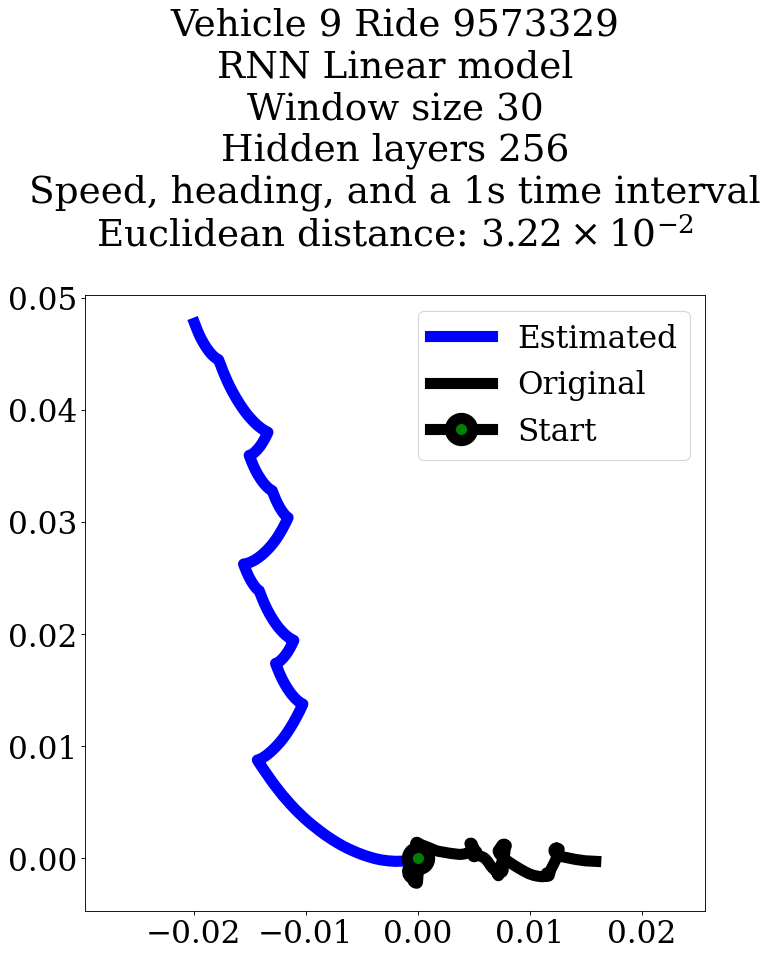 Vehicle 9 Ride 9573329
RNN Linear model
Window size 30
Hidden layers 256
Speed, heading, and a 1s time interval
Euclidean distance: 3.22 × 10⁻²
0.05
0.04
0.03
0.02
0.01
0.00
Estimated
Original
Start
−0.02 −0.01 0.00 0.01 0.02